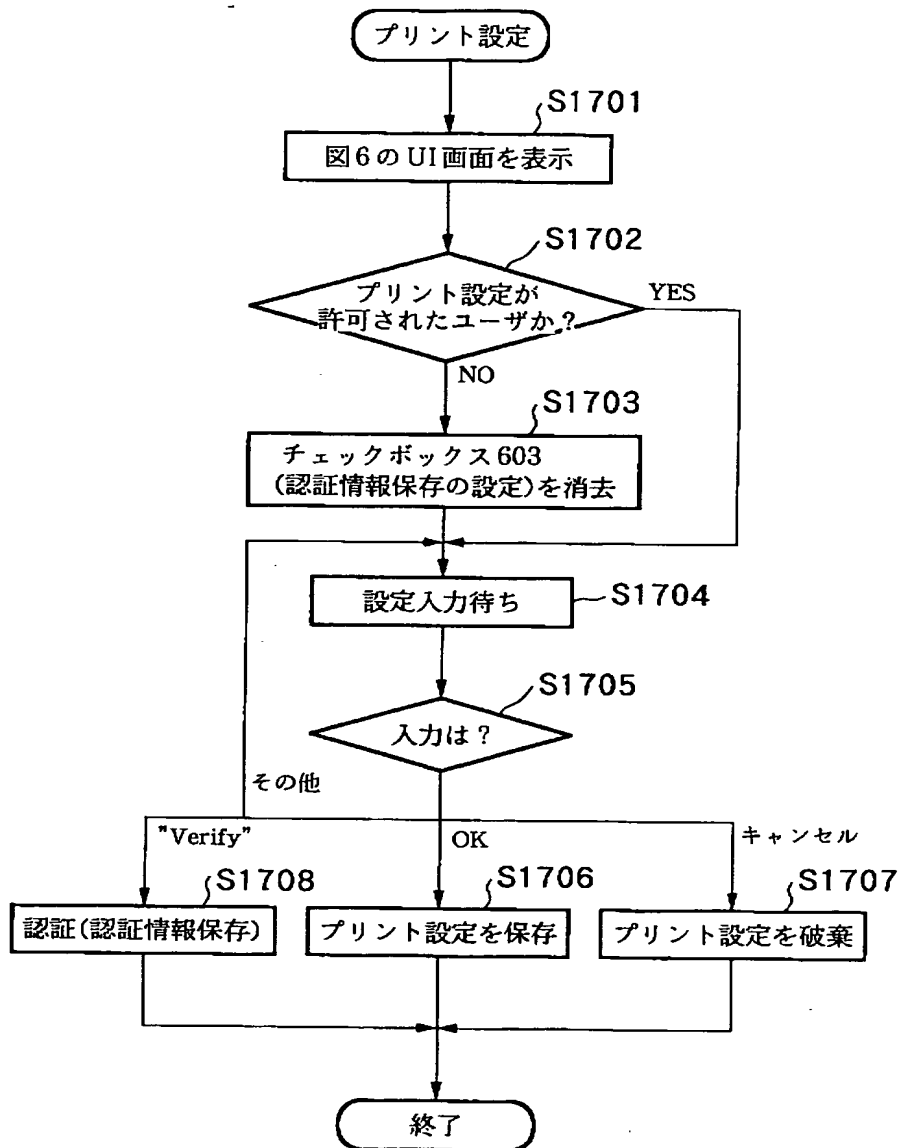 プリント設定
S1701
図6のUI画面を表示
S1702
プリント設定が
許可されたユーザか?
YES
NO
S1703
チェックボックス603
(認証情報保存の設定)を消去
設定入力待ち
S1704
S1705
入力は?
その他
"Verify"
OK
キャンセル
S1708
認証(認証情報保存)
S1706
プリント設定を保存
S1707
プリント設定を破棄
終了